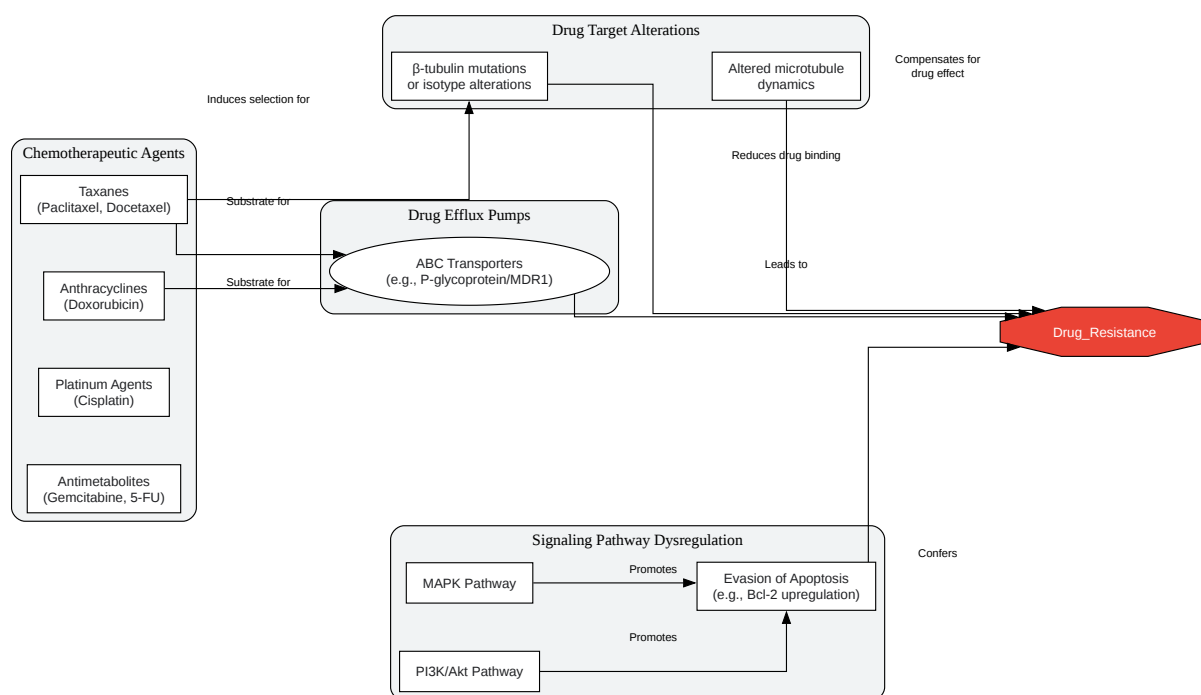 Drug Target Alterations
β-tubulin mutations
or isotype alterations
Altered microtubule
dynamics
Compensates for
drug effect
Induces selection for
Chemotherapeutic Agents
Reduces drug binding
Taxanes
(Paclitaxel, Docetaxel)
Substrate for
Drug Efflux Pumps
ABC Transporters
(e.g., P-glycoprotein/MDR1)
Leads to
Anthracyclines
(Doxorubicin)
Substrate for
Drug_Resistance
Platinum Agents
(Cisplatin)
Antimetabolites
(Gemcitabine, 5-FU)
Signaling Pathway Dysregulation
Confers
MAPK Pathway
Promotes
Evasion of Apoptosis
(e.g., Bcl-2 upregulation)
Promotes
PI3K/Akt Pathway